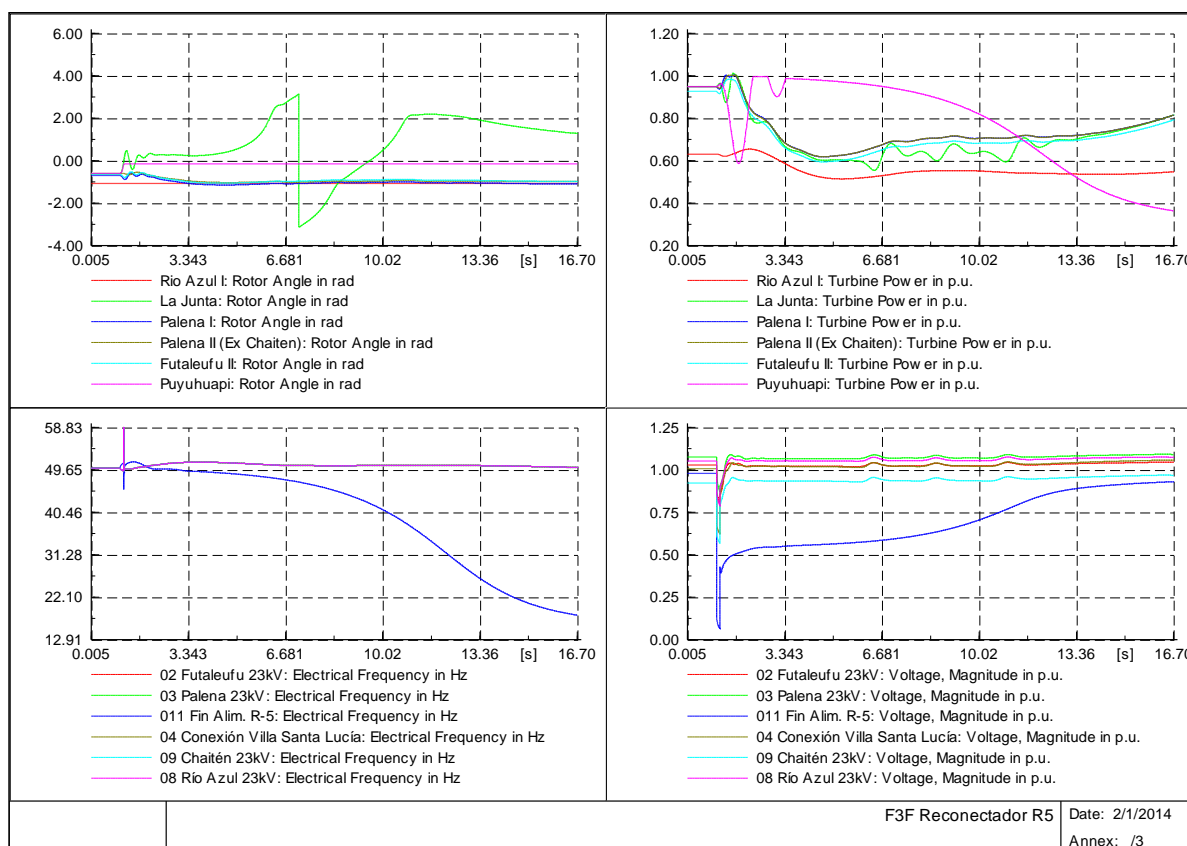 6.00
4.00
2.00
0.00
-2.00
-4.00
0.005 3.343 6.681 10.02 13.36 [s] 16.70
Rio Azul I: Rotor Angle in rad
La Junta: Rotor Angle in rad
Palena I: Rotor Angle in rad
Palena II (Ex Chaiten): Rotor Angle in rad
Futaleufu II: Rotor Angle in rad
Puyuhuapi: Rotor Angle in rad
1.20
1.00
0.80
0.60
0.40
0.20
0.005 3.343 6.681 10.02 13.36 [s] 16.70
Rio Azul I: Turbine Power in p.u.
La Junta: Turbine Power in p.u.
Palena I: Turbine Power in p.u.
Palena II (Ex Chaiten): Turbine Power in p.u.
Futaleufu II: Turbine Power in p.u.
Puyuhuapi: Turbine Power in p.u.
58.83
49.65
40.46
31.28
22.10
12.91
0.005 3.343 6.681 10.02 13.36 [s] 16.70
02 Futaleufu 23kV: Electrical Frequency in Hz
03 Palena 23kV: Electrical Frequency in Hz
011 Fin Alim. R-5: Electrical Frequency in Hz
04 Conexión Villa Santa Lucía: Electrical Frequency in Hz
09 Chaitén 23kV: Electrical Frequency in Hz
08 Río Azul 23kV: Electrical Frequency in Hz
1.25
1.00
0.75
0.50
0.25
0.00
0.005 3.343 6.681 10.02 13.36 [s] 16.70
02 Futaleufu 23kV: Voltage, Magnitude in p.u.
03 Palena 23kV: Voltage, Magnitude in p.u.
011 Fin Alim. R-5: Voltage, Magnitude in p.u.
04 Conexión Villa Santa Lucía: Voltage, Magnitude in p.u.
09 Chaitén 23kV: Voltage, Magnitude in p.u.
08 Río Azul 23kV: Voltage, Magnitude in p.u.
F3F Reconectador R5
Date: 2/1/2014
Annex: /3